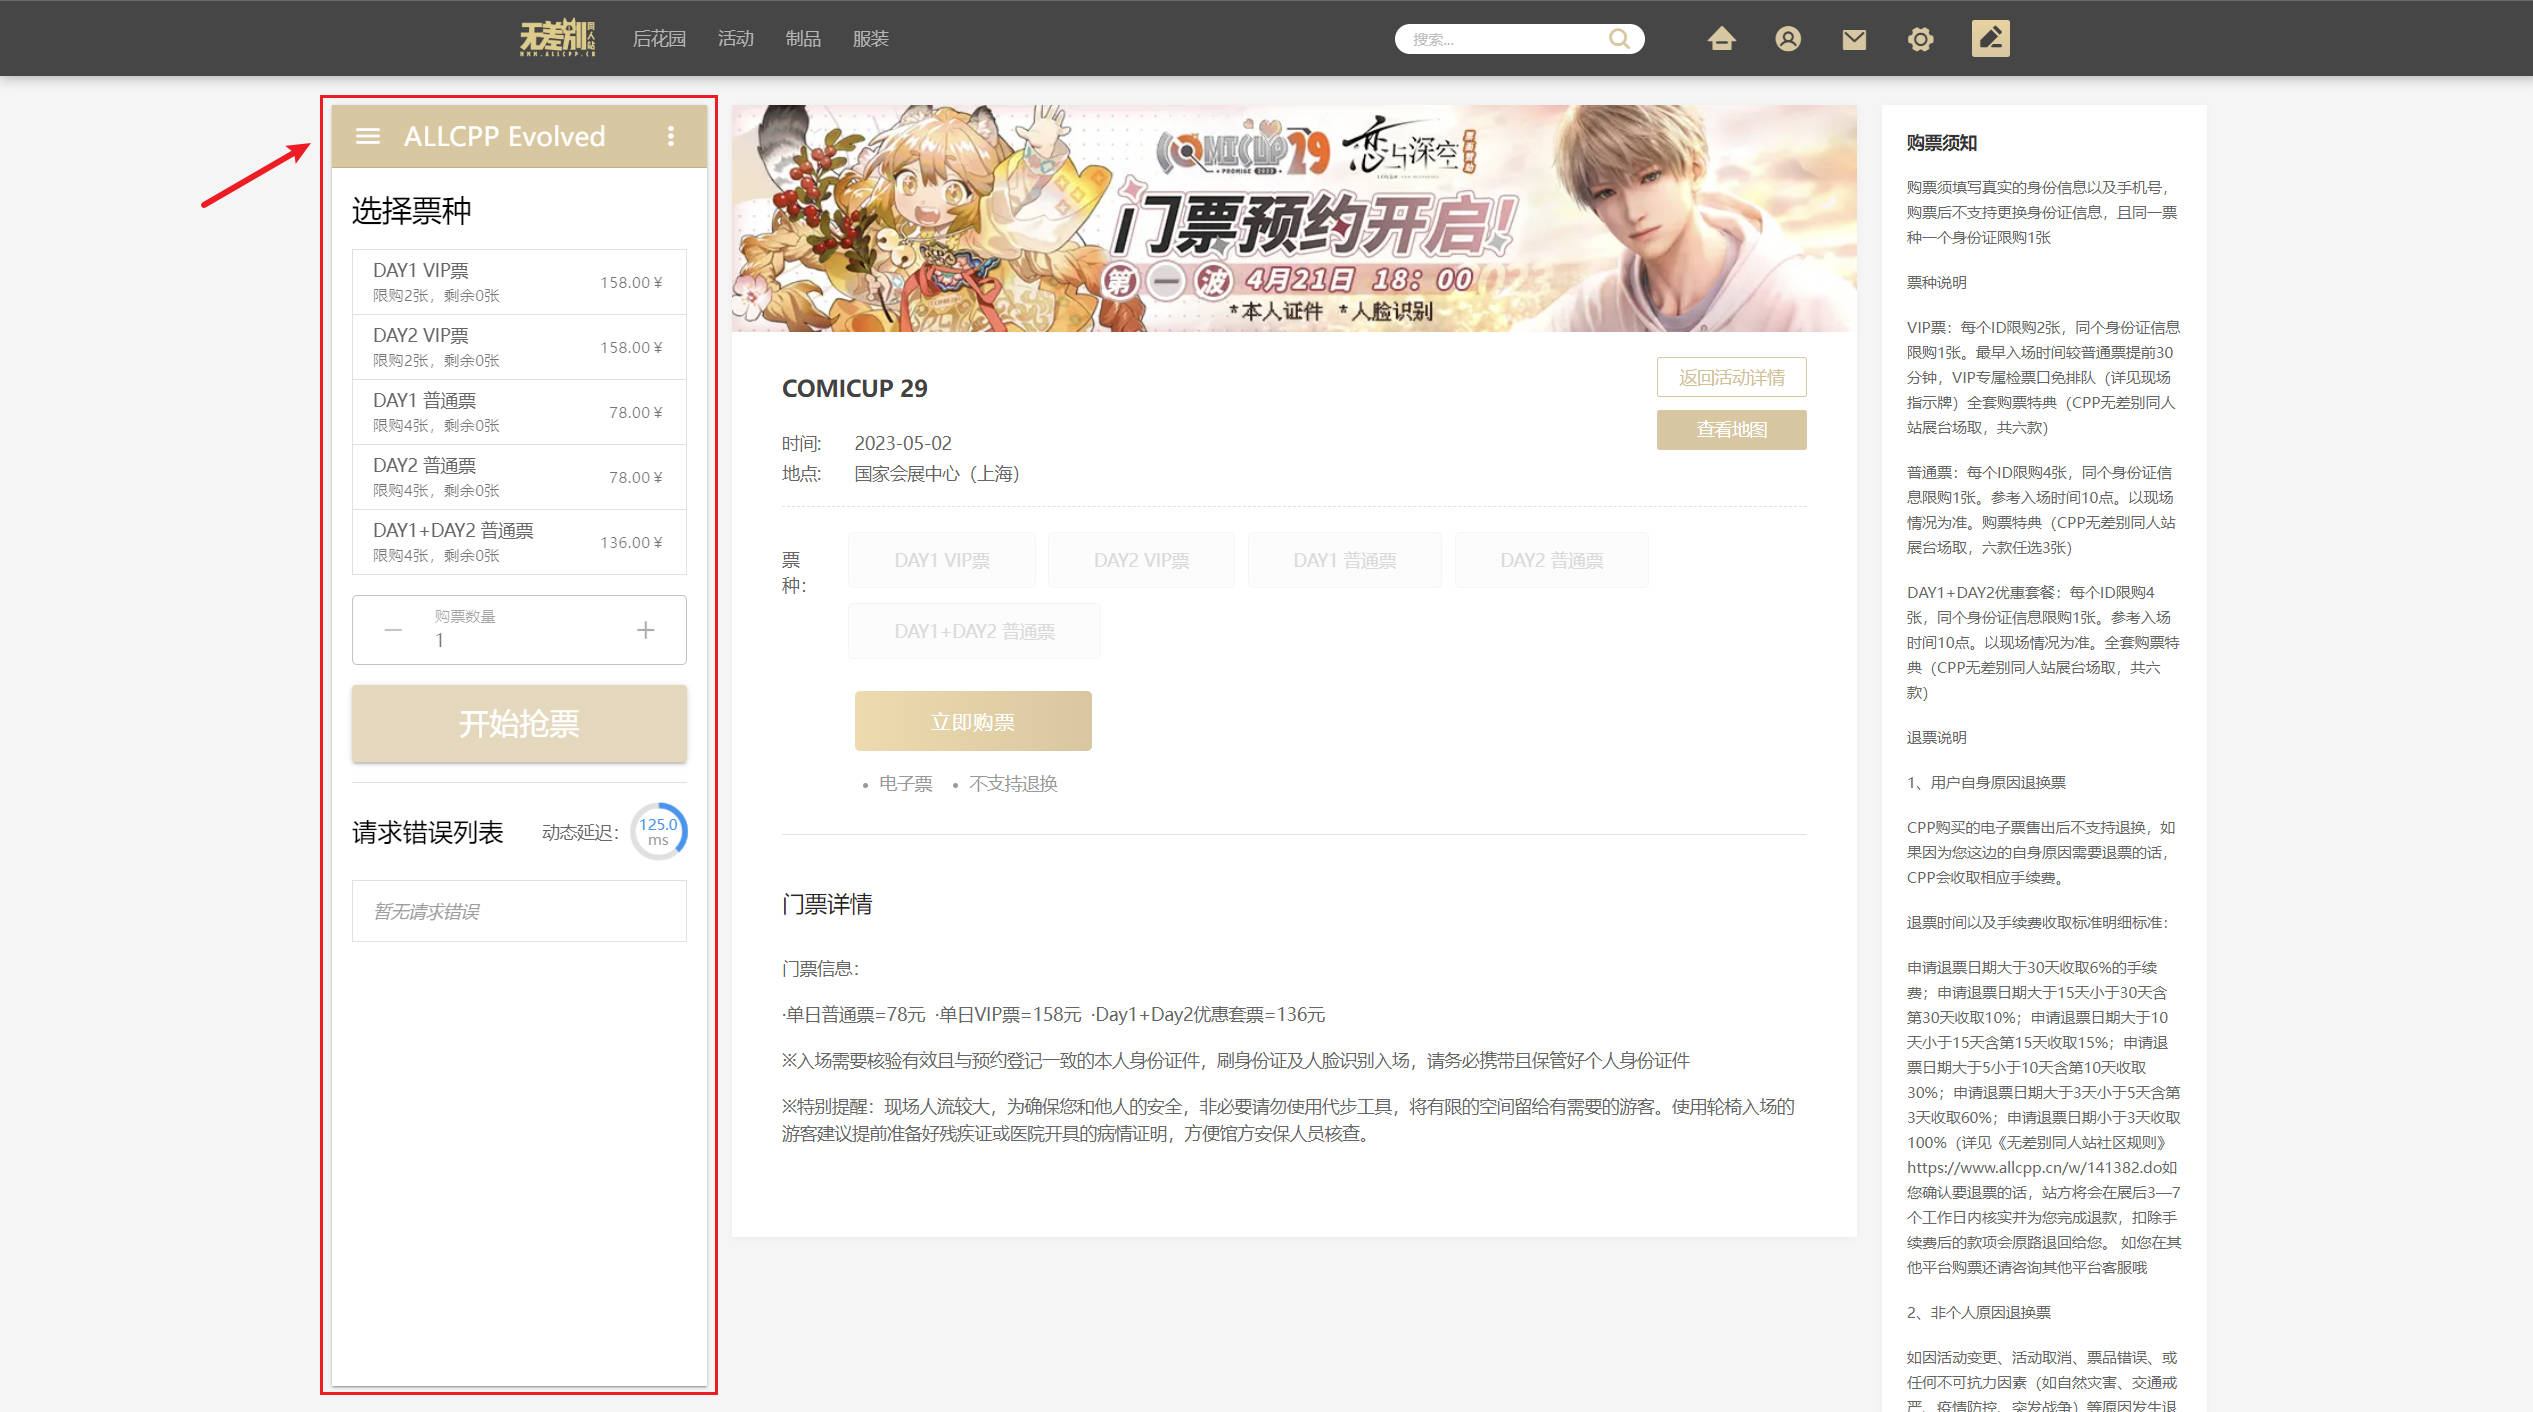 无差别
同人站
WWW.ALLCPP.CN
后花园
活动
制品
服装
搜索...
ALLCPP Evolved
选择票种
DAY1 VIP票
限购2张，剩余0张
158.00 ¥
DAY2 VIP票
限购2张，剩余0张
158.00 ¥
DAY1 普通票
限购4张，剩余0张
78.00 ¥
DAY2 普通票
限购4张，剩余0张
78.00 ¥
DAY1+DAY2 普通票
限购4张，剩余0张
136.00 ¥
购票数量
1
开始抢票
请求错误列表
动态延迟：
125.0
ms
暂无请求错误
COMICUP 29
PROMISE 2023
恋与深空
门票预约开启！
第一波 4月21日 18：00
*本人证件 *人脸识别
COMICUP 29
返回活动详情
查看地图
时间: 2023-05-02
地点: 国家会展中心（上海）
票
种：
DAY1 VIP票
DAY2 VIP票
DAY1 普通票
DAY2 普通票
DAY1+DAY2 普通票
立即购票
• 电子票 • 不支持退换
门票详情
门票信息：
·单日普通票=78元 ·单日VIP票=158元 ·Day1+Day2优惠套票=136元
※入场需要核验有效且与预约登记一致的本人身份证件，刷身份证及人脸识别入场，请务必携带且保管好个人身份证件
※特别提醒：现场人流较大，为确保您和他人的安全，非必要请勿使用代步工具，将有限的空间留给有需要的游客。使用轮椅入场的
游客建议提前准备好残疾证或医院开具的病情证明，方便馆方安保人员核查。
购票须知
购票须填写真实的身份信息以及手机号，
购票后不支持更换身份证信息，且同一票
种一个身份证限购1张
票种说明
VIP票：每个ID限购2张，同个身份证信息
限购1张。最早入场时间较普通票提前30
分钟，VIP专属检票口免排队（详见现场
指示牌）全套购票特典（CPP无差别同人
站展台场取，共六款）
普通票：每个ID限购4张，同个身份证信
息限购1张。参考入场时间10点。以现场
情况为准。购票特典（CPP无差别同人站
展台场取，六款任选3张）
DAY1+DAY2优惠套餐：每个ID限购4
张，同个身份证信息限购1张。参考入场
时间10点。以现场情况为准。全套购票特
典（CPP无差别同人站展台场取，共六
款）
退票说明
1、用户自身原因退换票
CPP购买的电子票售出后不支持退换，如
果因为您这边的自身原因需要退票的话，
CPP会收取相应手续费。
退票时间以及手续费收取标准明细标准：
申请退票日期大于30天收取6%的手续
费；申请退票日期大于15天小于30天含
第30天收取10%；申请退票日期大于10
天小于15天含第15天收取15%；申请退
票日期大于5小于10天含第10天收取
30%；申请退票日期大于3天小于5天含第
3天收取60%；申请退票日期小于3天收取
100%（详见《无差别同人站社区规则》
https://www.allcpp.cn/w/141382.do如
您确认要退票的话，站方将会在展后3—7
个工作日内核实并为您完成退款，扣除手
续费后的款项会原路退回给您。 如您在其
他平台购票还请咨询其他平台客服哦
2、非个人原因退换票
如因活动变更、活动取消、票品错误、或
任何不可抗力因素（如自然灾害、交通戒
严、疫情防控、突发战争）等原因发生退